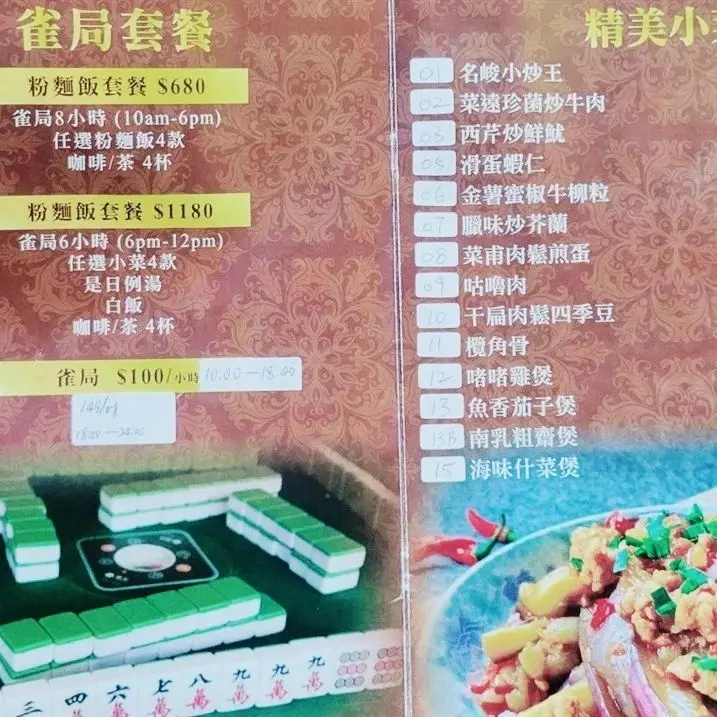 雀局套餐
粉麵飯套餐 $680
雀局8小時 (10am-6pm)
任選粉麵飯4款
咖啡/茶 4杯
粉麵飯套餐 $1180
雀局6小時 (6pm-12pm)
任選小菜4款
是日例湯
白飯
咖啡/茶 4杯
雀局 $100/小時 10:00—18:00
148/時
18:00—24:00
三 四萬 六萬 七萬 八萬 九萬 九萬 九萬
精美小菜
01 名峻小炒王
02 菜遠珍菌炒牛肉
03 西芹炒鮮魷
05 滑蛋蝦仁
06 金薯蜜椒牛柳粒
07 臘味炒芥蘭
08 菜甫肉鬆煎蛋
09 咕嚕肉
10 干扁肉鬆四季豆
11 欖角骨
12 啫啫雞煲
13 魚香茄子煲
13B 南乳粗齋煲
15 海味什菜煲